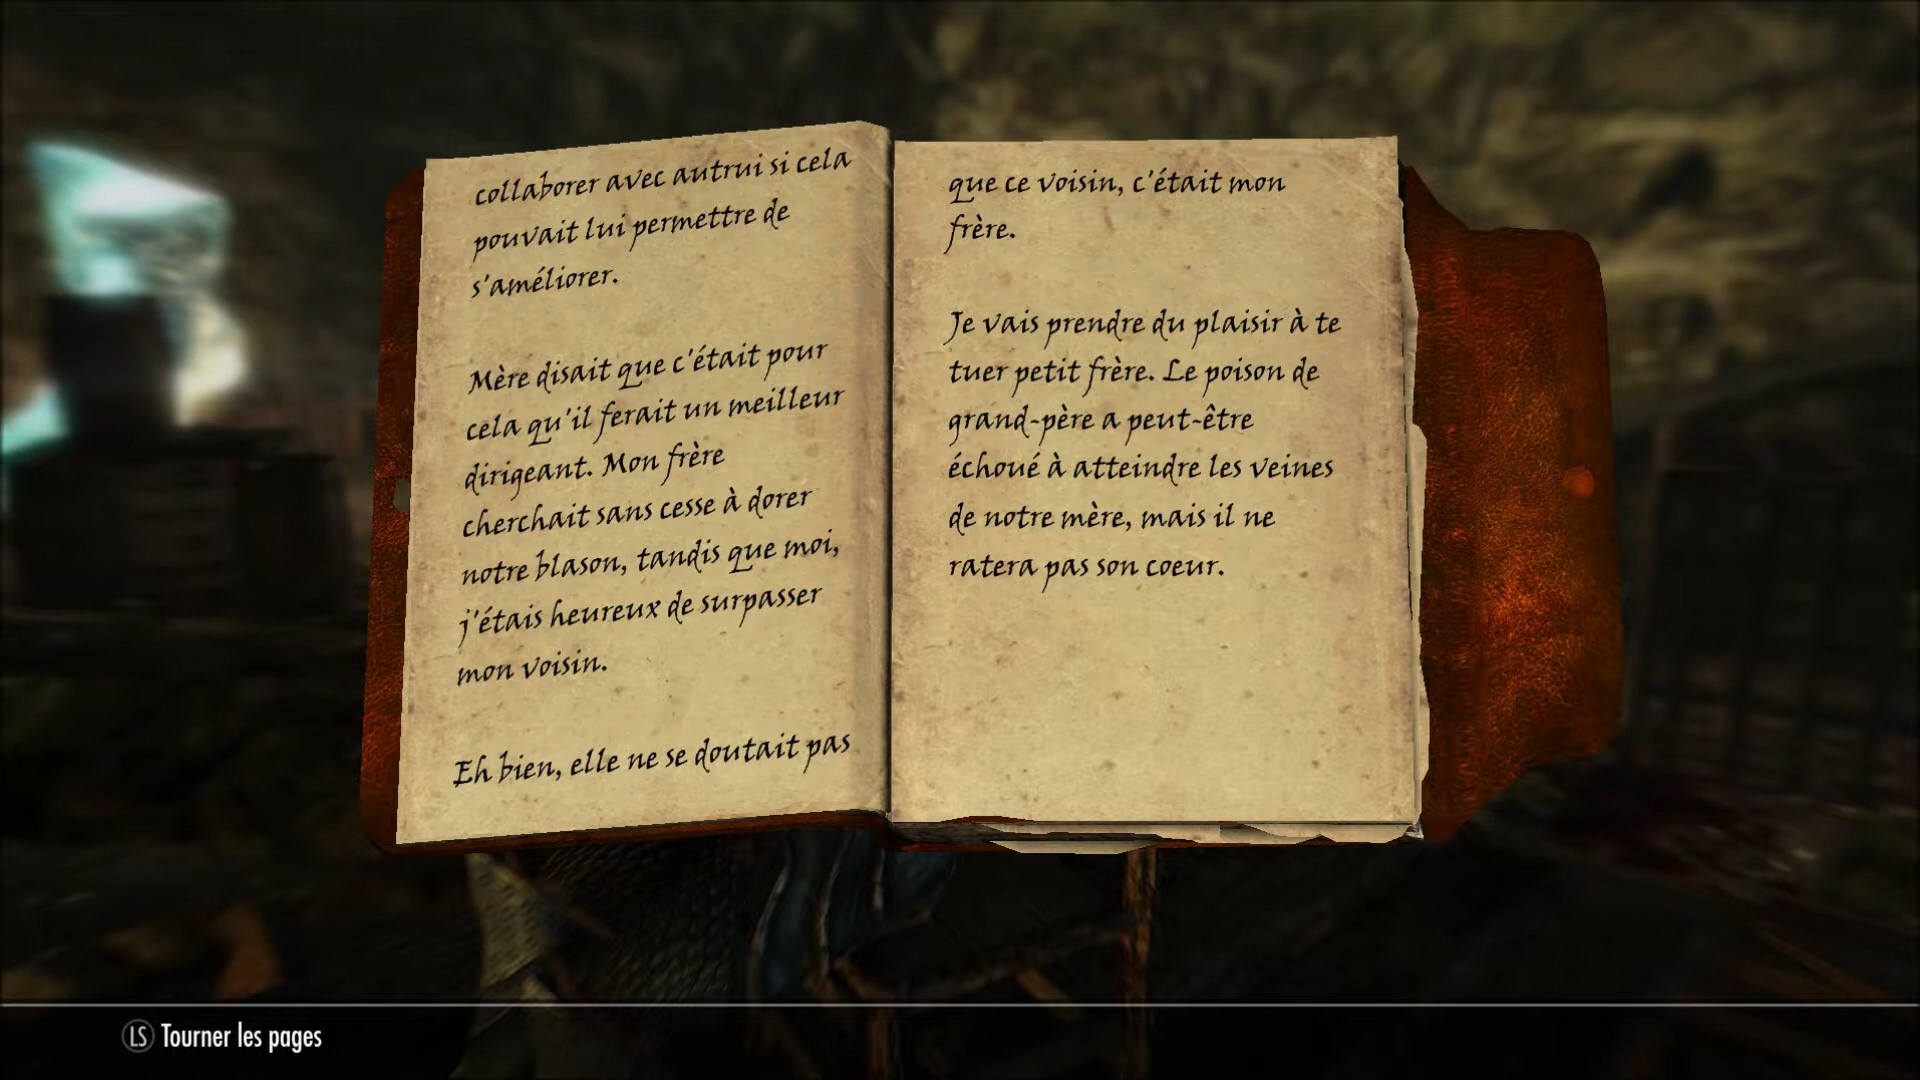 collaborer avec autrui si cela
pouvait lui permettre de
s'améliorer.
Mère disait que c'était pour
cela qu'il ferait un meilleur
dirigeant. Mon frère
cherchait sans cesse à dorer
notre blason, tandis que moi,
j'étais heureux de surpasser
mon voisin.
Eh bien, elle ne se doutait pas
que ce voisin, c'était mon
frère.
Je vais prendre du plaisir à te
tuer petit frère. Le poison de
grand-père a peut-être
échoué à atteindre les veines
de notre mère, mais il ne
ratera pas son coeur.
LS Tourner les pages